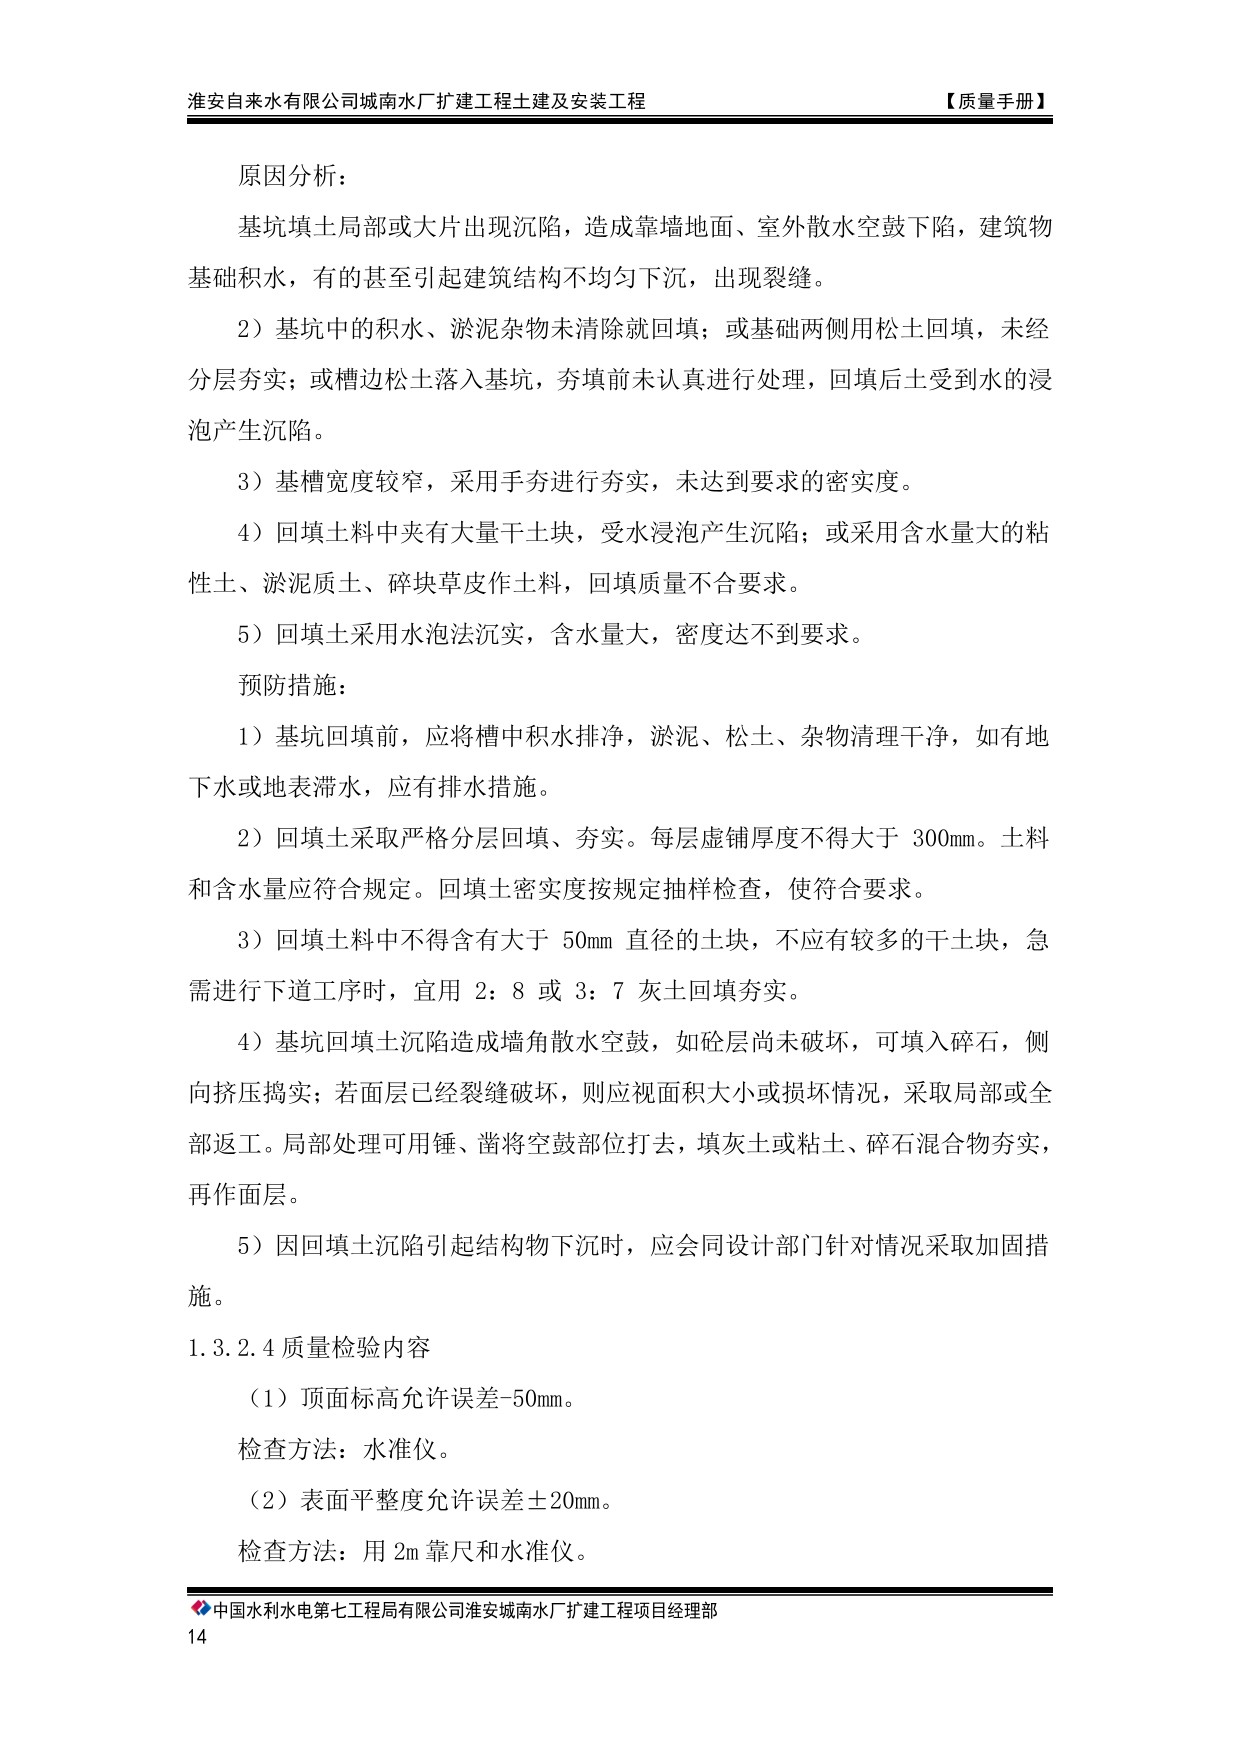 淮安自来水有限公司城南水厂扩建工程土建及安装工程 【质量手册】
原因分析：
基坑填土局部或大片出现沉陷，造成靠墙地面、室外散水空鼓下陷，建筑物
基础积水，有的甚至引起建筑结构不均匀下沉，出现裂缝。
2）基坑中的积水、淤泥杂物未清除就回填；或基础两侧用松土回填，未经
分层夯实；或槽边松土落入基坑，夯填前未认真进行处理，回填后土受到水的浸
泡产生沉陷。
3）基槽宽度较窄，采用手夯进行夯实，未达到要求的密实度。
4）回填土料中夹有大量干土块，受水浸泡产生沉陷；或采用含水量大的粘
性土、淤泥质土、碎块草皮作土料，回填质量不合要求。
5）回填土采用水泡法沉实，含水量大，密度达不到要求。
预防措施：
1）基坑回填前，应将槽中积水排净，淤泥、松土、杂物清理干净，如有地
下水或地表滞水，应有排水措施。
2）回填土采取严格分层回填、夯实。每层虚铺厚度不得大于 300mm。土料
和含水量应符合规定。回填土密实度按规定抽样检查，使符合要求。
3）回填土料中不得含有大于 50mm 直径的土块，不应有较多的干土块，急
需进行下道工序时，宜用 2：8 或 3：7 灰土回填夯实。
4）基坑回填土沉陷造成墙角散水空鼓，如砼层尚未破坏，可填入碎石，侧
向挤压捣实；若面层已经裂缝破坏，则应视面积大小或损坏情况，采取局部或全
部返工。局部处理可用锤、凿将空鼓部位打去，填灰土或粘土、碎石混合物夯实，
再作面层。
5）因回填土沉陷引起结构物下沉时，应会同设计部门针对情况采取加固措
施。
1.3.2.4 质量检验内容
（1）顶面标高允许误差-50mm。
检查方法：水准仪。
（2）表面平整度允许误差±20mm。
检查方法：用 2m 靠尺和水准仪。
中国水利水电第七工程局有限公司淮安城南水厂扩建工程项目经理部
14